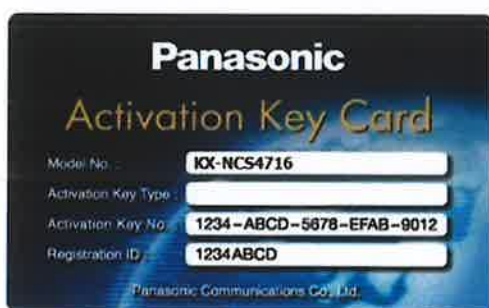 Panasonic
Activation Key Card
Model No. : KX-NCS4716
Activation Key Type :
Activation Key No. : 1234-ABCD-5678-EFAB-9012
Registration ID : 1234ABCD
Panasonic Communications Co., Ltd.